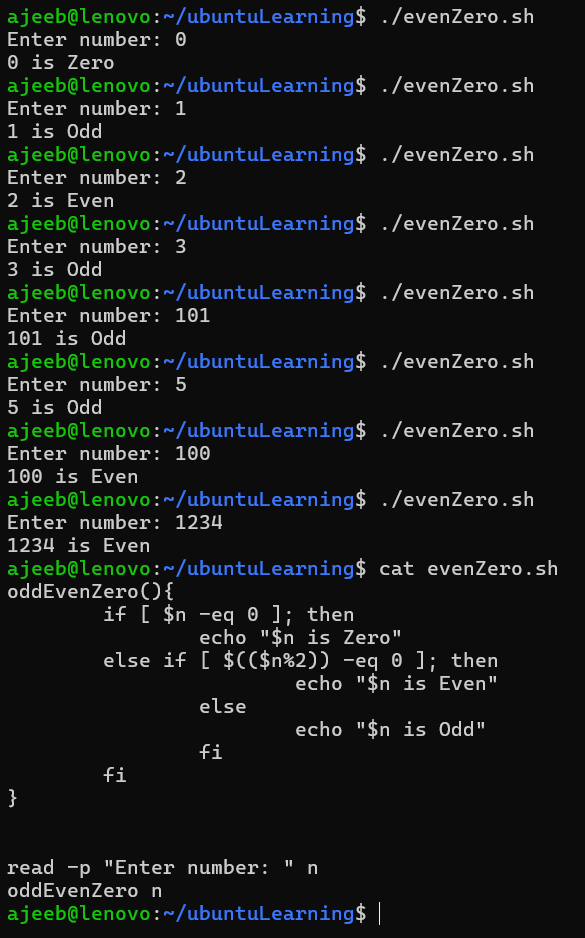 ajeeb@lenovo:~/ubuntuLearning$ ./evenZero.sh
Enter number: 0
0 is Zero
ajeeb@lenovo:~/ubuntuLearning$ ./evenZero.sh
Enter number: 1
1 is Odd
ajeeb@lenovo:~/ubuntuLearning$ ./evenZero.sh
Enter number: 2
2 is Even
ajeeb@lenovo:~/ubuntuLearning$ ./evenZero.sh
Enter number: 3
3 is Odd
ajeeb@lenovo:~/ubuntuLearning$ ./evenZero.sh
Enter number: 101
101 is Odd
ajeeb@lenovo:~/ubuntuLearning$ ./evenZero.sh
Enter number: 5
5 is Odd
ajeeb@lenovo:~/ubuntuLearning$ ./evenZero.sh
Enter number: 100
100 is Even
ajeeb@lenovo:~/ubuntuLearning$ ./evenZero.sh
Enter number: 1234
1234 is Even
ajeeb@lenovo:~/ubuntuLearning$ cat evenZero.sh
oddEvenZero(){
        if [ $n -eq 0 ]; then
                echo "$n is Zero"
        else if [ $(($n%2)) -eq 0 ]; then
                        echo "$n is Even"
                else
                        echo "$n is Odd"
                fi
        fi
}
read -p "Enter number: " n
oddEvenZero n
ajeeb@lenovo:~/ubuntuLearning$